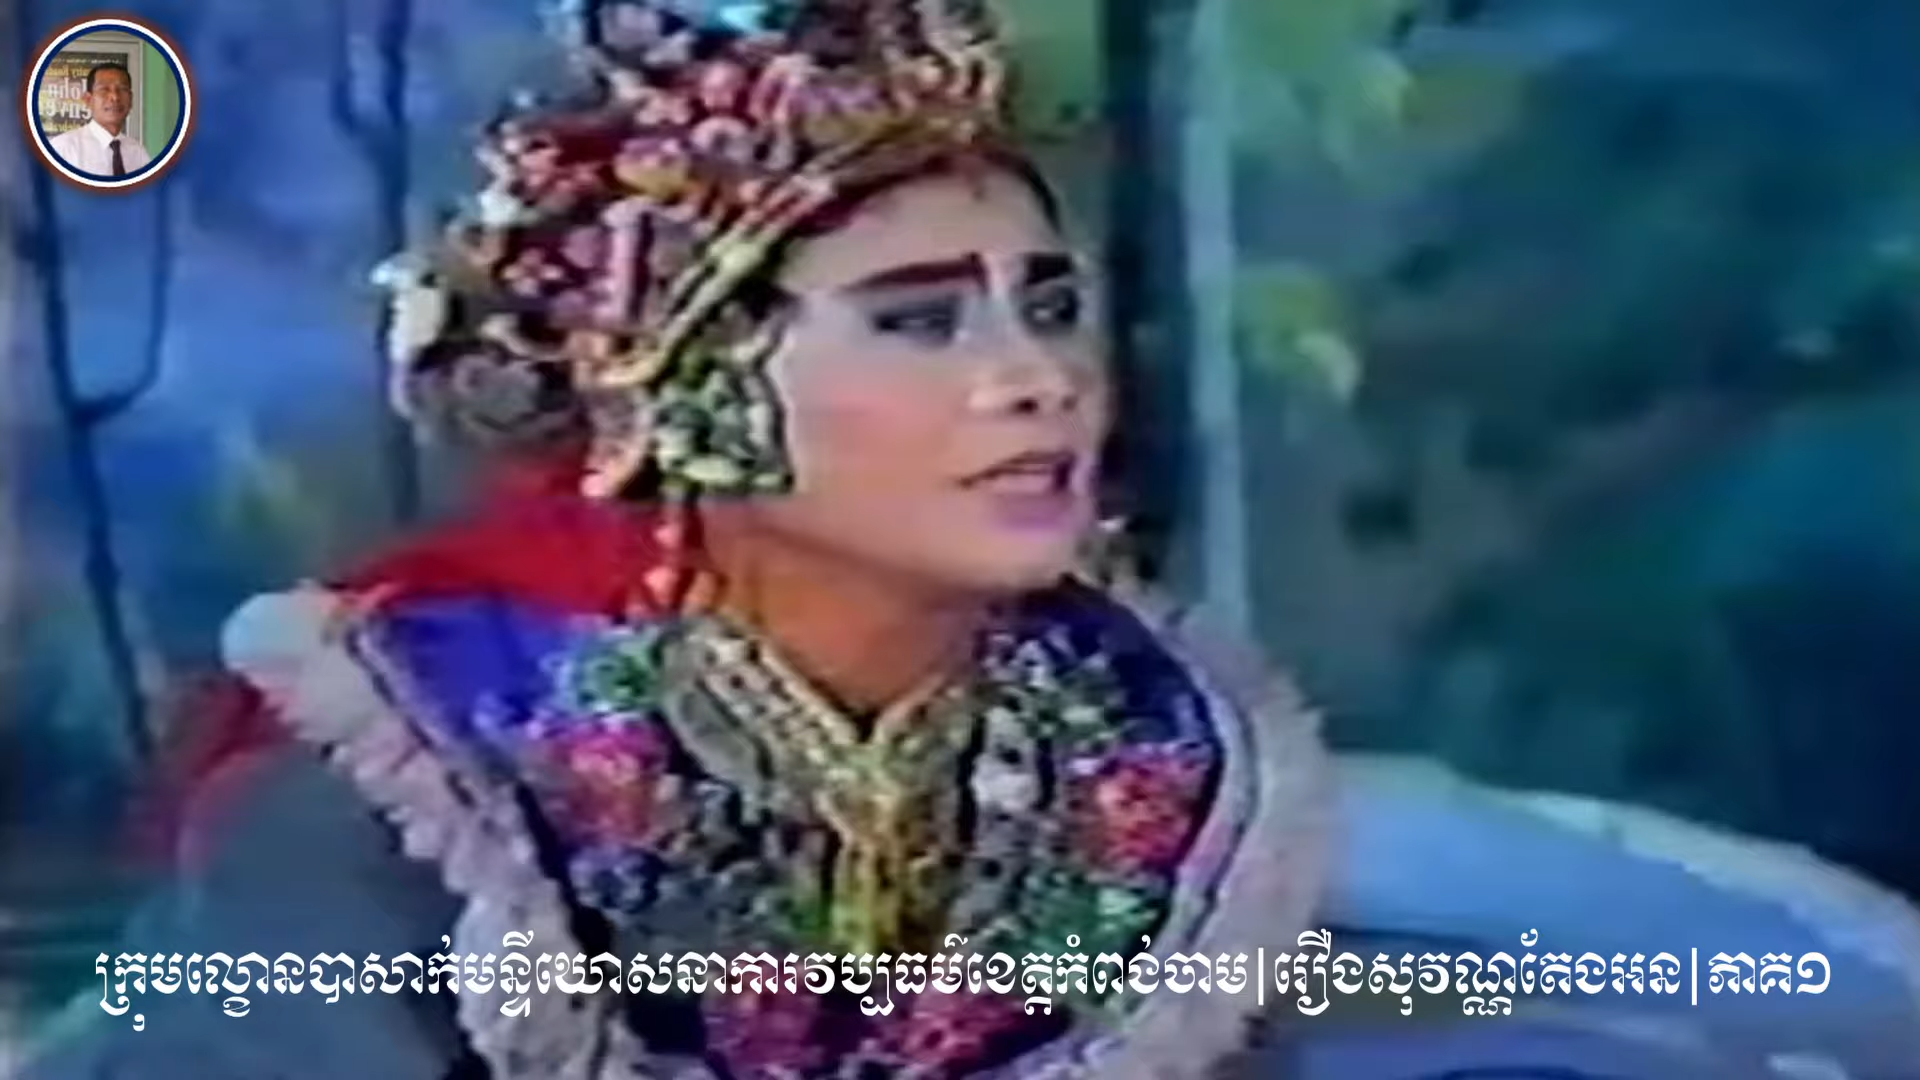 John
ក្រុមល្ខោនបាសាក់មន្ទីឃោសនាការវប្បធម៌ខេត្តកំពង់ចាម|រឿងសុវណ្ណតែងអន|ភាគ១